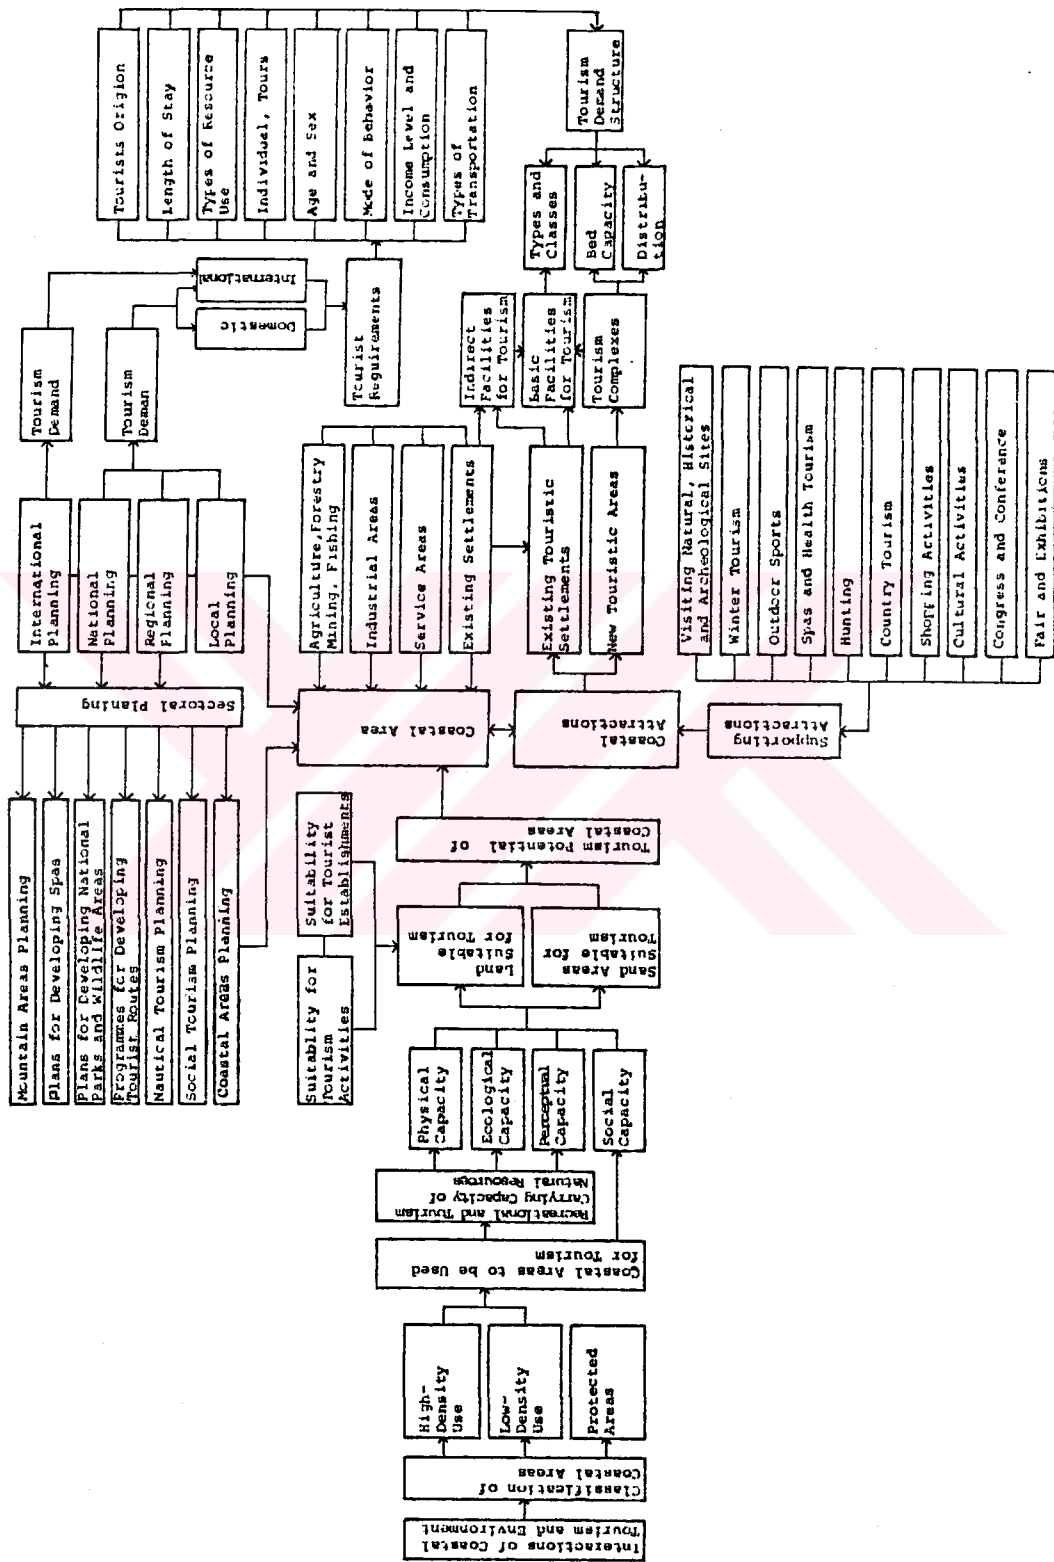 Interactions of Coastal
Tourism and Environment
Classification of
Coastal Areas
High-
Density
Use
Low-
Density
Use
Protected
Areas
Coastal Areas to be Used
for Tourism
Recreational and Tourism
Carrying Capacity of
Natural Resources
Physical
Capacity
Ecological
Capacity
Perceptual
Capacity
Social
Capacity
Suitablity for
Tourism
Activities
Suitability
for Tourist
Establishments
Land
Suitable
for Tourism
Sand Areas
Suitable for
Tourism
Tourism Potential of
Coastal Areas
Mountain Areas Planning
Plans for Developing Spas
Plans for Developing National
Parks and Wildlife Areas
Programmes for Developing
Tourist Routes
Nautical Tourism Planning
Social Tourism Planning
Coastal Areas Planning
Sectoral Planing
International
Planning
National
Planning
Regional
Planning
Local
Planning
Coastal Area
Coastal
Attractions
Supporting
Attractions
Agriculture, Forestry
Mining, Fishing
Industrial Areas
Service Areas
Existing Settlements
Existing Touristic
Settlements
New Touristic Areas
Visiting Natural, Historical
and Archeological Sites
Winter Tourism
Outdoor Sports
Spas and Health Tourism
Hunting
Country Tourism
Shopping Activities
Cultural Activities
Congress and Conference
Fair and Exhibitions
Tourism
Demand
Tourism
Deman
Domestic
International
Tourist
Requirements
Indirect
Facilities
for Tourism
basic
Facilities
for Tourism
Tourism
Complexes
Types and
Classes
Bed
Capacity
Distribu-
tion
Tourists Origion
Length of Stay
Types of Resource
Use
Individual, Tours
Age and Sex
Mode of Behavior
Income Level and
Consumption
Types of
Transportation
Tourism
Demand
Structure